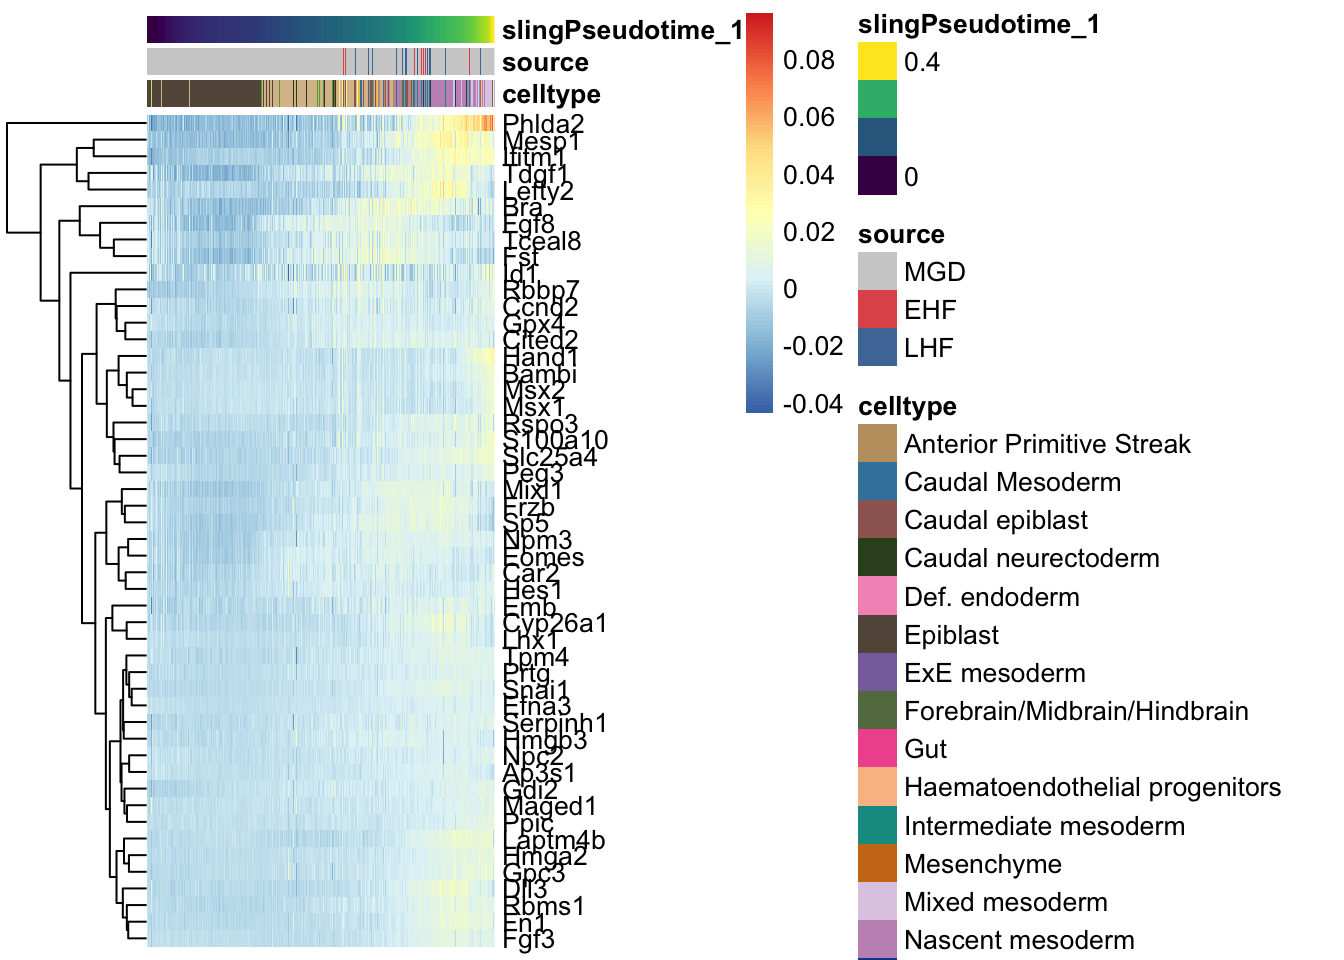 slingPseudotime_1
source
celltype
Phlda2
Mesp1
Ifitm1
Tdgf1
Lefty2
Bra
Fgf8
Tceal8
Fst
Id1
Rbbp7
Ccnd2
Gpx4
Cited2
Hand1
Bambi
Msx2
Msx1
Rspo3
S100a10
Slc25a4
Peg3
Mixl1
Frzb
Sp5
Npm3
Eomes
Car2
Hes1
Emb
Cyp26a1
Lhx1
Tpm4
Prtg
Snai1
Efna3
Serpinh1
Hmgb3
Npc2
Ap3s1
Gdi2
Maged1
Ppic
Laptm4b
Hmga2
Gpc3
Dll3
Rbms1
Fn1
Fgf3
0.08
0.06
0.04
0.02
0
-0.02
-0.04
slingPseudotime_1
0.4
0
source
MGD
EHF
LHF
celltype
Anterior Primitive Streak
Caudal Mesoderm
Caudal epiblast
Caudal neurectoderm
Def. endoderm
Epiblast
ExE mesoderm
Forebrain/Midbrain/Hindbrain
Gut
Haematoendothelial progenitors
Intermediate mesoderm
Mesenchyme
Mixed mesoderm
Nascent mesoderm